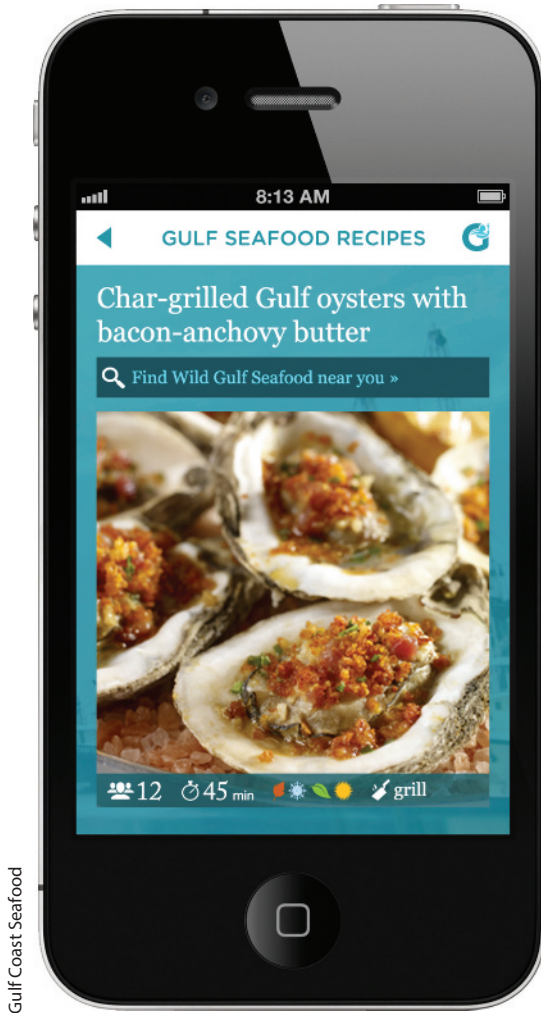 8:13 AM
GULF SEAFOOD RECIPES
G
Char-grilled Gulf oysters with
bacon-anchovy butter
Find Wild Gulf Seafood near you »
12 45 min grill
Gulf Coast Seafood